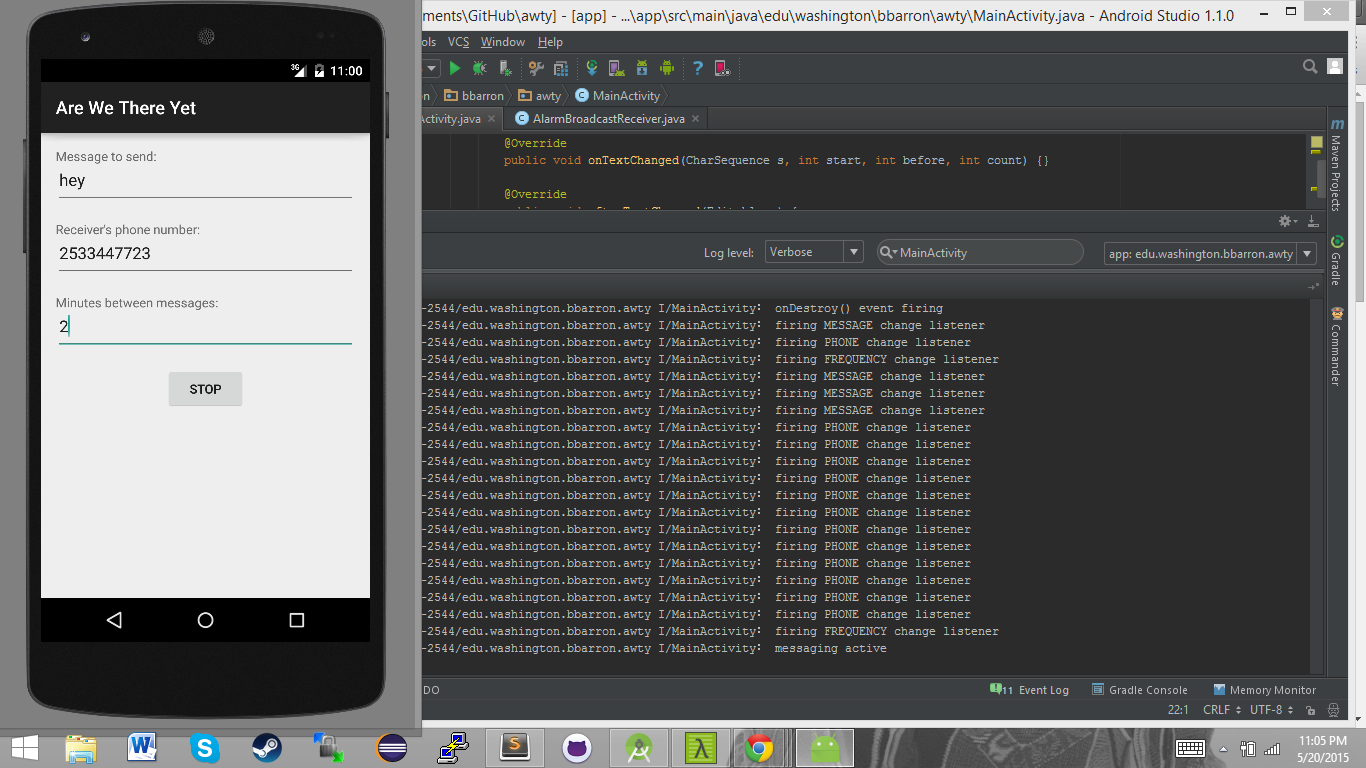 3G 11:00
Are We There Yet
Message to send:
hey
Receiver's phone number:
2533447723
Minutes between messages:
2
STOP
ments\GitHub\awty] - [app] - ...\app\src\main\java\edu\washington\bbarron\awty\MainActivity.java - Android Studio 1.1.0
ols VCS Window Help
n bbarron awty MainActivity
Activity.java AlarmBroadcastReceiver.java
@Override
public void onTextChanged(CharSequence s, int start, int before, int count) {}
@Override
Log level: Verbose MainActivity app: edu.washington.bbarron.awty
-2544/edu.washington.bbarron.awty I/MainActivity: onDestroy() event firing
-2544/edu.washington.bbarron.awty I/MainActivity: firing MESSAGE change listener
-2544/edu.washington.bbarron.awty I/MainActivity: firing PHONE change listener
-2544/edu.washington.bbarron.awty I/MainActivity: firing FREQUENCY change listener
-2544/edu.washington.bbarron.awty I/MainActivity: firing MESSAGE change listener
-2544/edu.washington.bbarron.awty I/MainActivity: firing MESSAGE change listener
-2544/edu.washington.bbarron.awty I/MainActivity: firing MESSAGE change listener
-2544/edu.washington.bbarron.awty I/MainActivity: firing PHONE change listener
-2544/edu.washington.bbarron.awty I/MainActivity: firing PHONE change listener
-2544/edu.washington.bbarron.awty I/MainActivity: firing PHONE change listener
-2544/edu.washington.bbarron.awty I/MainActivity: firing PHONE change listener
-2544/edu.washington.bbarron.awty I/MainActivity: firing PHONE change listener
-2544/edu.washington.bbarron.awty I/MainActivity: firing PHONE change listener
-2544/edu.washington.bbarron.awty I/MainActivity: firing PHONE change listener
-2544/edu.washington.bbarron.awty I/MainActivity: firing PHONE change listener
-2544/edu.washington.bbarron.awty I/MainActivity: firing PHONE change listener
-2544/edu.washington.bbarron.awty I/MainActivity: firing PHONE change listener
-2544/edu.washington.bbarron.awty I/MainActivity: firing PHONE change listener
-2544/edu.washington.bbarron.awty I/MainActivity: firing PHONE change listener
-2544/edu.washington.bbarron.awty I/MainActivity: firing FREQUENCY change listener
-2544/edu.washington.bbarron.awty I/MainActivity: messaging active
m Maven Projects
Gradle
Commander
DO 11 Event Log Gradle Console Memory Monitor
22:1 CRLF UTF-8
11:05 PM
5/20/2015